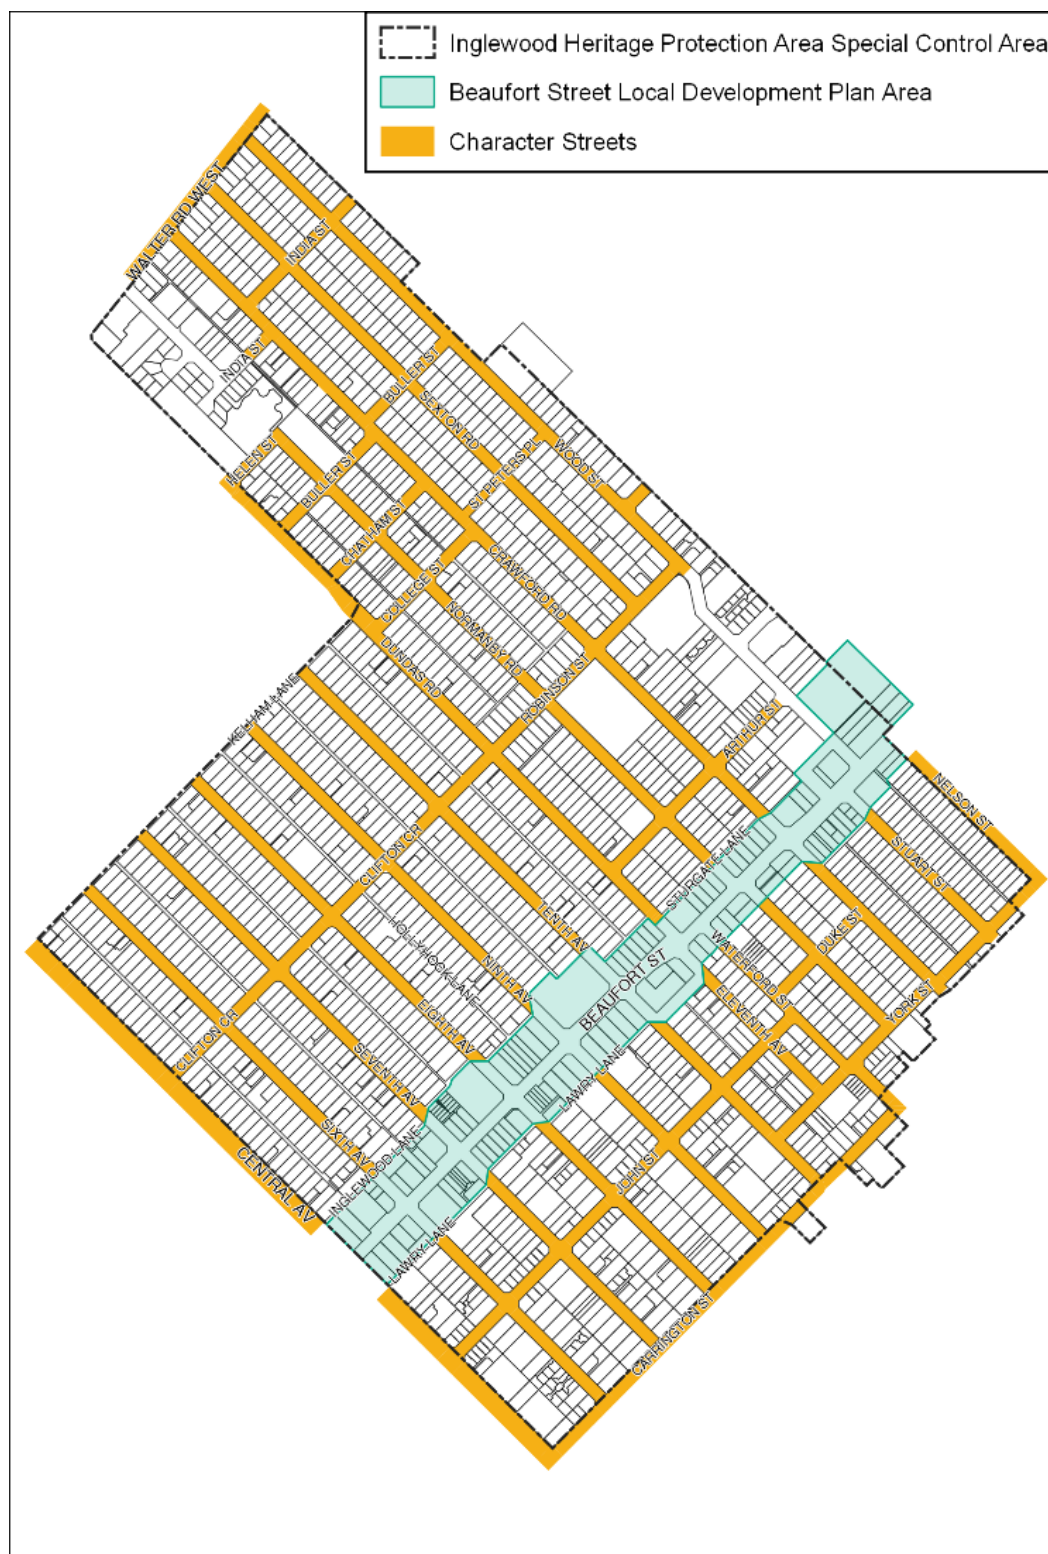 Inglewood Heritage Protection Area Special Control Area
Beaufort Street Local Development Plan Area
Character Streets
WALTER RD WEST
INDIA ST
INDIA ST
BULLER ST
SEXTON RD
WOOD ST
ST PETERS PL
HELEN ST
BULLER ST
CHATHAM ST
COLLEGE ST
CRAWFORD RD
NORMANBY RD
DUNDAS RD
ROBINSON ST
KELHAM LANE
ARTHUR ST
NELSON ST
STUART ST
STURGATE LANE
CLIFTON CR
TENTH AV
DUKE ST
HOLLYHOCK LANE
NINTH AV
BEAUFORT ST
WATERFORD ST
ELEVENTH AV
YORK ST
EIGHTH AV
CLIFTON CR
SEVENTH AV
LAWRY LANE
SIXTH AV
INGLEWOOD LANE
JOHN ST
CENTRAL AV
LAWRY LANE
CARRINGTON ST